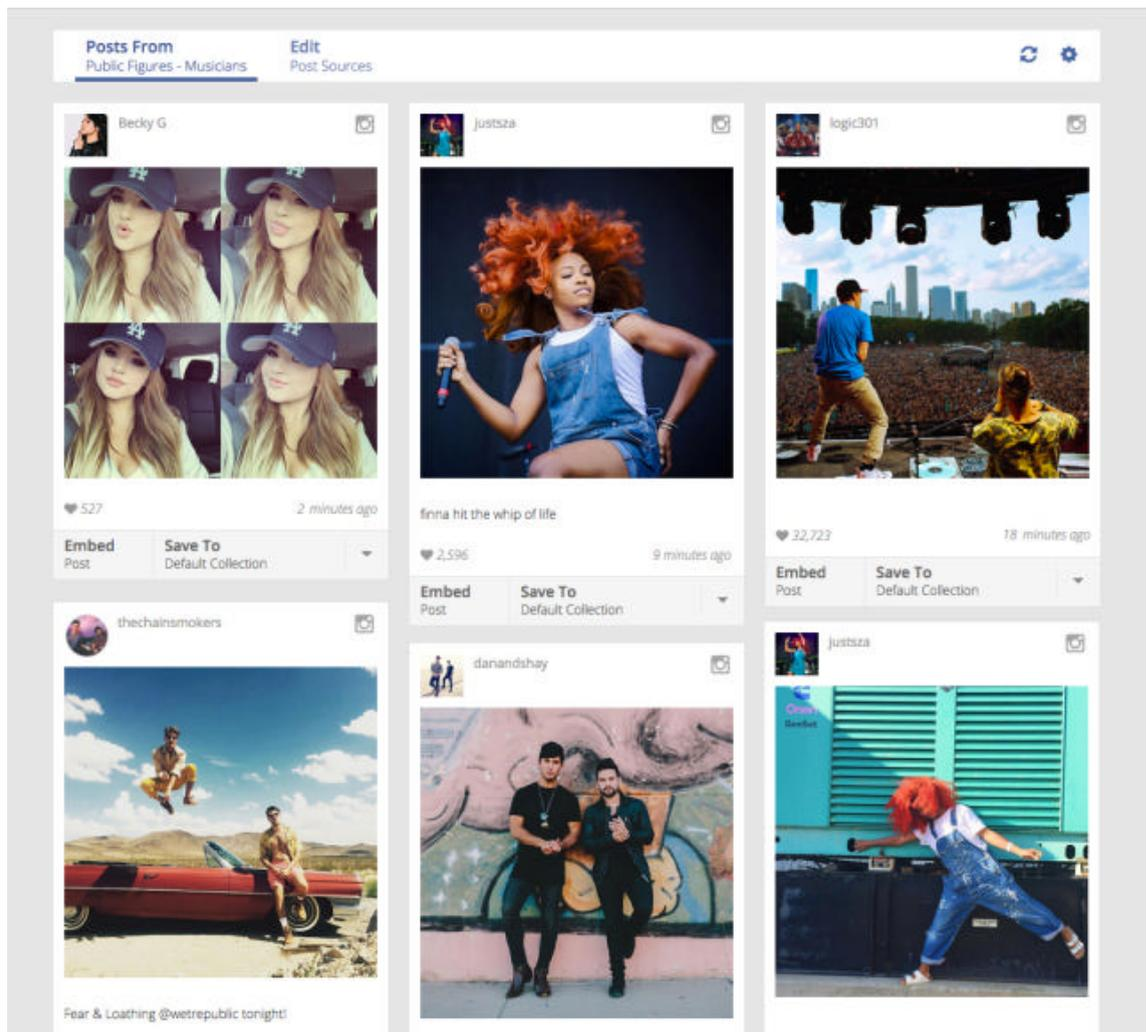 Posts From
Public Figures - Musicians
Edit
Post Sources
Becky G
527
2 minutes ago
Embed
Post
Save To
Default Collection
justsza
finna hit the whip of life
2,596
9 minutes ago
Embed
Post
Save To
Default Collection
logic301
32,723
18 minutes ago
Embed
Post
Save To
Default Collection
thechainsmokers
Fear & Loathing @wetrepublic tonight!
danandshay
justsza
Onan
GenSet